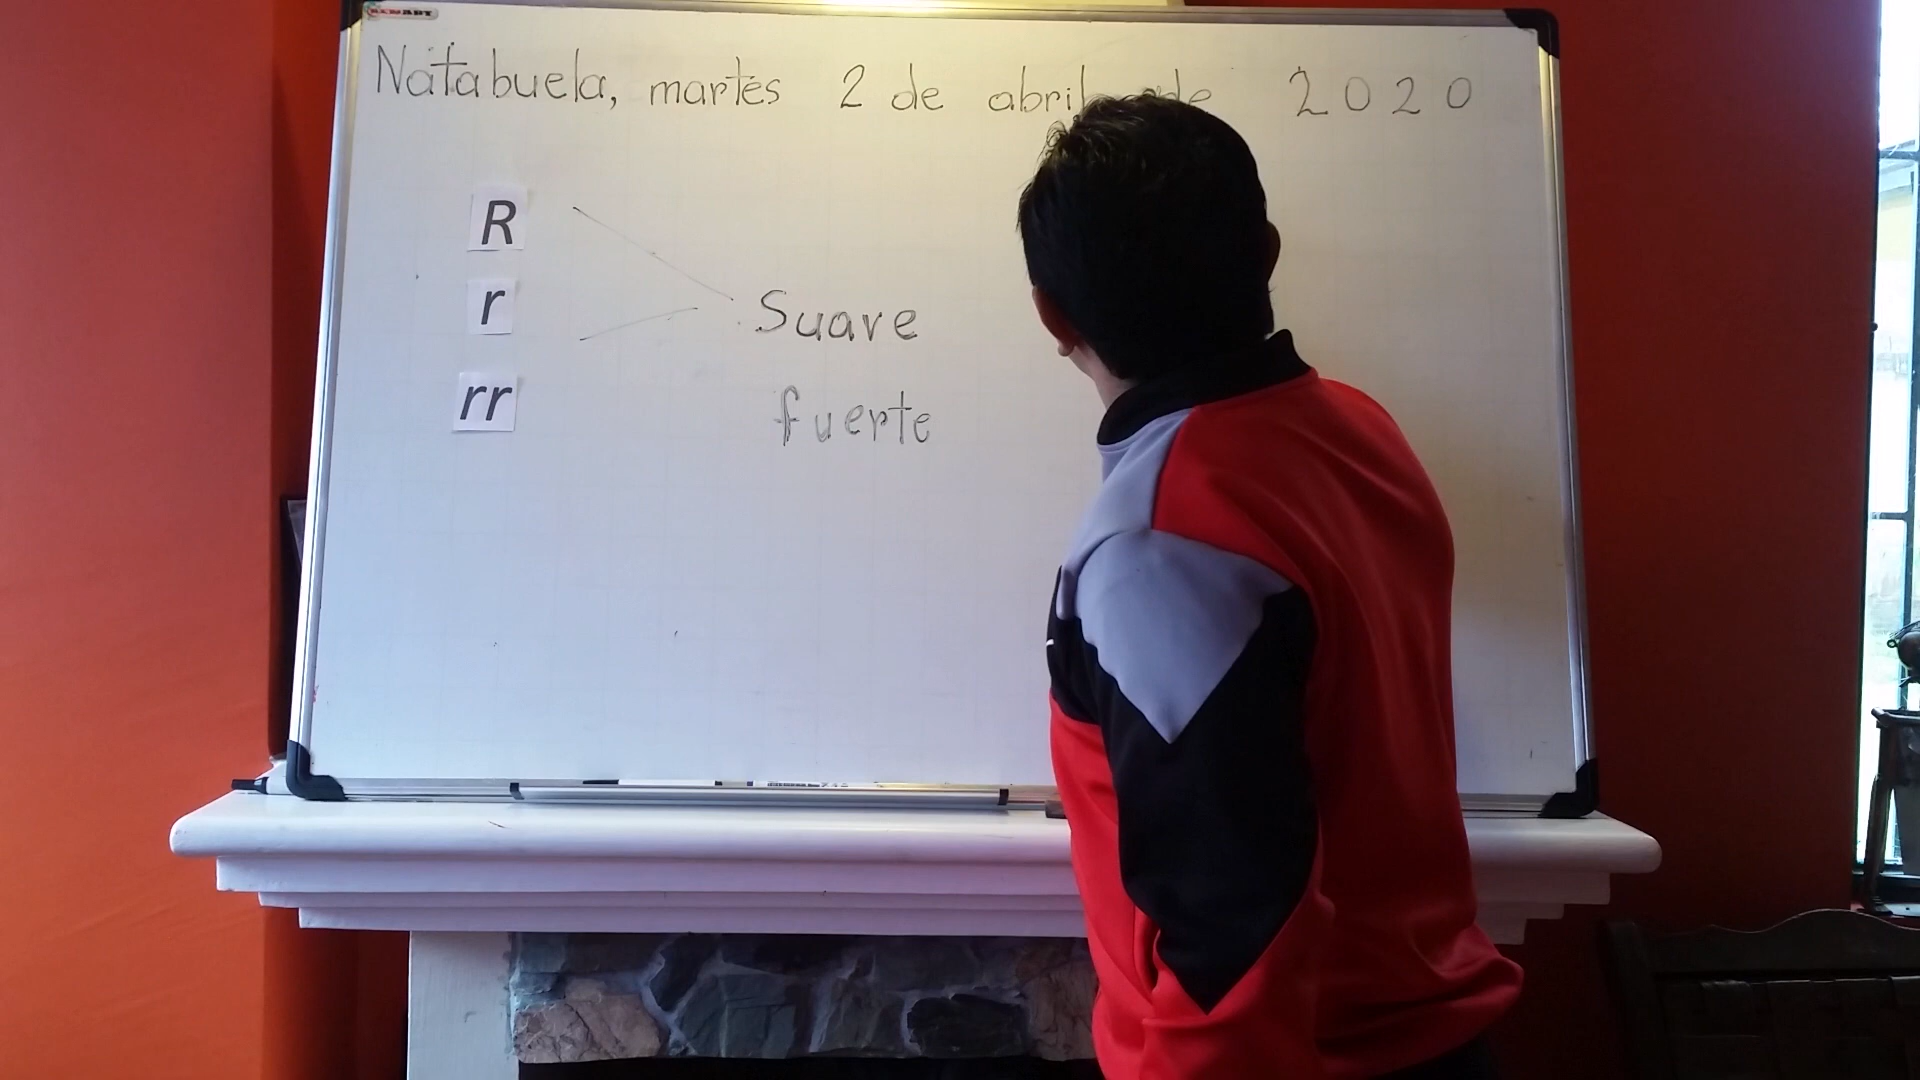 Natabuela, martes 2 de abril de 2020
R
r
Suave
rr
fuerte